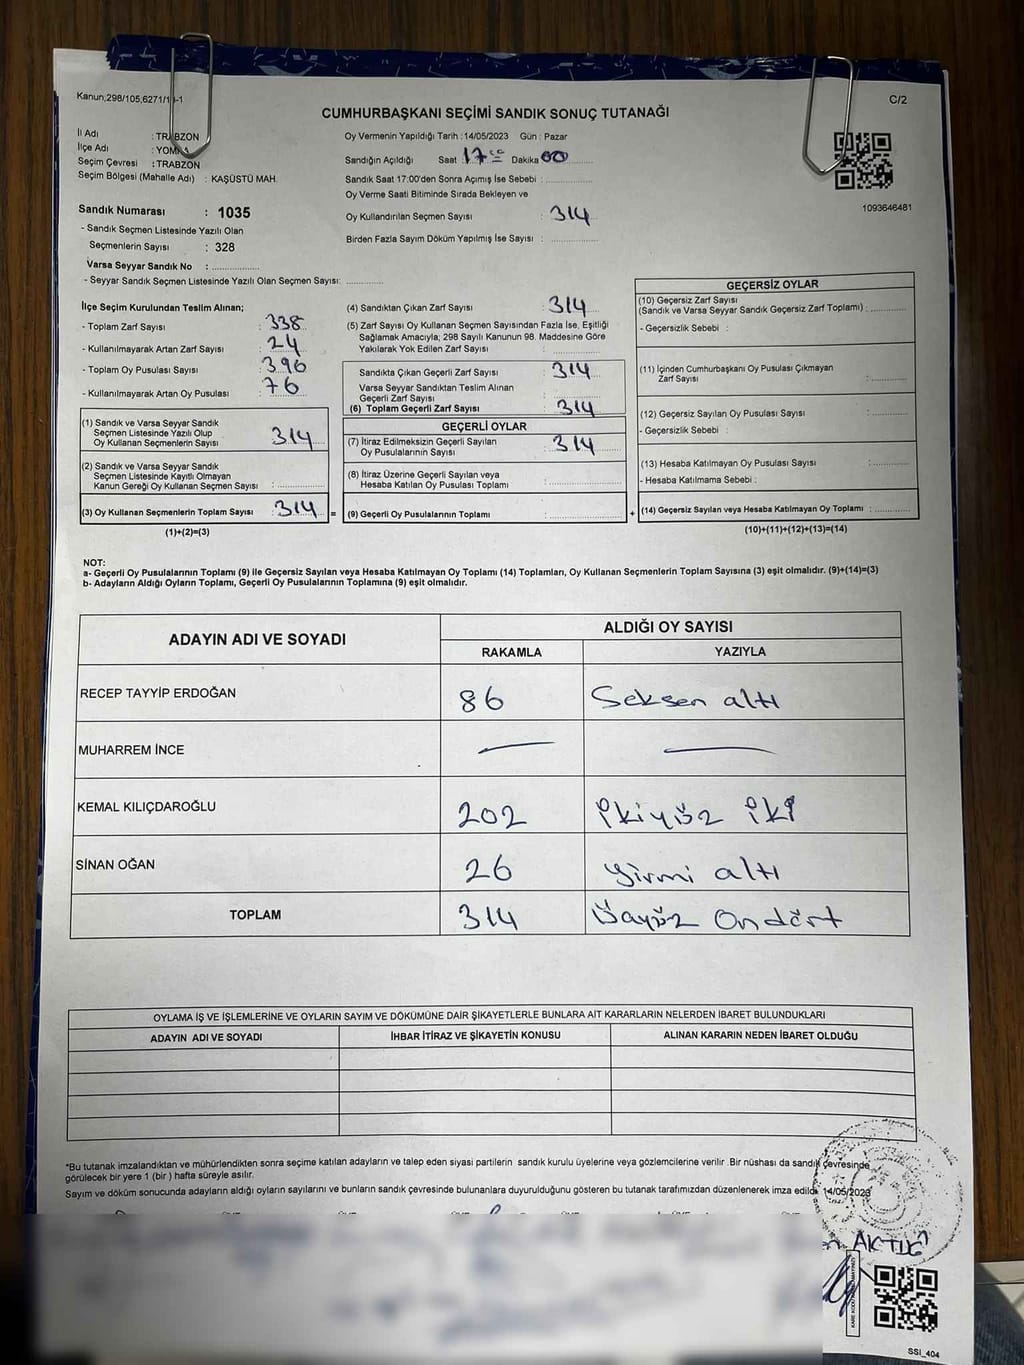 Kanun;298/105,6271/19-1
C/2
CUMHURBAŞKANI SEÇİMİ SANDIK SONUÇ TUTANAĞI
İl Adı : TRABZON
İlçe Adı : YOMRA
Seçim Çevresi : TRABZON
Seçim Bölgesi (Mahalle Adı) : KAŞÜSTÜ MAH.
Sandık Numarası : 1035
- Sandık Seçmen Listesinde Yazılı Olan
Seçmenlerin Sayısı : 328
Varsa Seyyar Sandık No : ..................
- Seyyar Sandık Seçmen Listesinde Yazılı Olan Seçmen Sayısı: ..............
Oy Vermenin Yapıldığı Tarih : 14/05/2023 Gün : Pazar
Sandığın Açıldığı Saat : 17 Dakika 00
Sandık Saat 17:00'den Sonra Açımış İse Sebebi : ..............
Oy Verme Saati Bitiminde Sırada Bekleyen ve
Oy Kullandırılan Seçmen Sayısı : 314
Birden Fazla Sayım Döküm Yapılmış İse Sayısı : ..............
1093646481
İlçe Seçim Kurulundan Teslim Alınan;
- Toplam Zarf Sayısı : 338
- Kullanılmayarak Artan Zarf Sayısı : 24
- Toplam Oy Pusulası Sayısı : 396
- Kullanılmayarak Artan Oy Pusulası : 76
(1) Sandık ve Varsa Seyyar Sandık
Seçmen Listesinde Yazılı Olup
Oy Kullanan Seçmenlerin Sayısı : 314
(2) Sandık ve Varsa Seyyar Sandık
Seçmen Listesinde Kayıtlı Olmayan
Kanun Gereği Oy Kullanan Seçmen Sayısı : ..............
(3) Oy Kullanan Seçmenlerin Toplam Sayısı : 314 =
(1)+(2)=(3)
(4) Sandıktan Çıkan Zarf Sayısı : 314
(5) Zarf Sayısı Oy Kullanan Seçmen Sayısından Fazla İse, Eşitliği
Sağlamak Amacıyla; 298 Sayılı Kanunun 98. Maddesine Göre
Yakılarak Yok Edilen Zarf Sayısı : ..............
Sandıkta Çıkan Geçerli Zarf Sayısı : 314
Varsa Seyyar Sandıktan Teslim Alınan
Geçerli Zarf Sayısı : ..............
(6) Toplam Geçerli Zarf Sayısı : 314
GEÇERLİ OYLAR
(7) İtiraz Edilmeksizin Geçerli Sayılan
Oy Pusulalarının Sayısı : 314
(8) İtiraz Üzerine Geçerli Sayılan veya
Hesaba Katılan Oy Pusulası Toplamı : ..............
(9) Geçerli Oy Pusulalarının Toplamı : .............. +
GEÇERSİZ OYLAR
(10) Geçersiz Zarf Sayısı
(Sandık ve Varsa Seyyar Sandık Geçersiz Zarf Toplamı) : ..........
- Geçersizlik Sebebi :
(11) İçinden Cumhurbaşkanı Oy Pusulası Çıkmayan
Zarf Sayısı : ..........
(12) Geçersiz Sayılan Oy Pusulası Sayısı : ..........
- Geçersizlik Sebebi :
(13) Hesaba Katılmayan Oy Pusulası Sayısı : ..........
- Hesaba Katılmama Sebebi :
(14) Geçersiz Sayılan veya Hesaba Katılmayan Oy Toplamı : ..........
(10)+(11)+(12)+(13)=(14)
NOT:
a- Geçerli Oy Pusulalarının Toplamı (9) ile Geçersiz Sayılan veya Hesaba Katılmayan Oy Toplamı (14) Toplamları, Oy Kullanan Seçmenlerin Toplam Sayısına (3) eşit olmalıdır. (9)+(14)=(3)
b- Adayların Aldığı Oyların Toplamı, Geçerli Oy Pusulalarının Toplamına (9) eşit olmalıdır.
ADAYIN ADI VE SOYADI ALDIĞI OY SAYISI
RAKAMLA YAZIYLA
RECEP TAYYİP ERDOĞAN 86 Seksen altı
MUHARREM İNCE — —
KEMAL KILIÇDAROĞLU 202 ikiyüz iki
SİNAN OĞAN 26 yirmi altı
TOPLAM 314 Üçyüz Ondört
OYLAMA İŞ VE İŞLEMLERİNE VE OYLARIN SAYIM VE DÖKÜMÜNE DAİR ŞİKAYETLERLE BUNLARA AİT KARARLARIN NELERDEN İBARET BULUNDUKLARI
ADAYIN ADI VE SOYADI İHBAR İTİRAZ VE ŞİKAYETİN KONUSU ALINAN KARARIN NEDEN İBARET OLDUĞU
*Bu tutanak imzalandıktan ve mühürlendikten sonra seçime katılan adayların ve talep eden siyasi partilerin sandık kurulu üyelerine veya gözlemcilerine verilir .Bir nüshası da sandık çevresinde
görülecek bir yere 1 (bir ) hafta süreyle asılır.
Sayım ve döküm sonucunda adayların aldığı oyların sayılarını ve bunların sandık çevresinde bulunanlara duyurulduğunu gösteren bu tutanak tarafımızdan düzenlenerek imza edildi. 14/05/2023
SSI_404